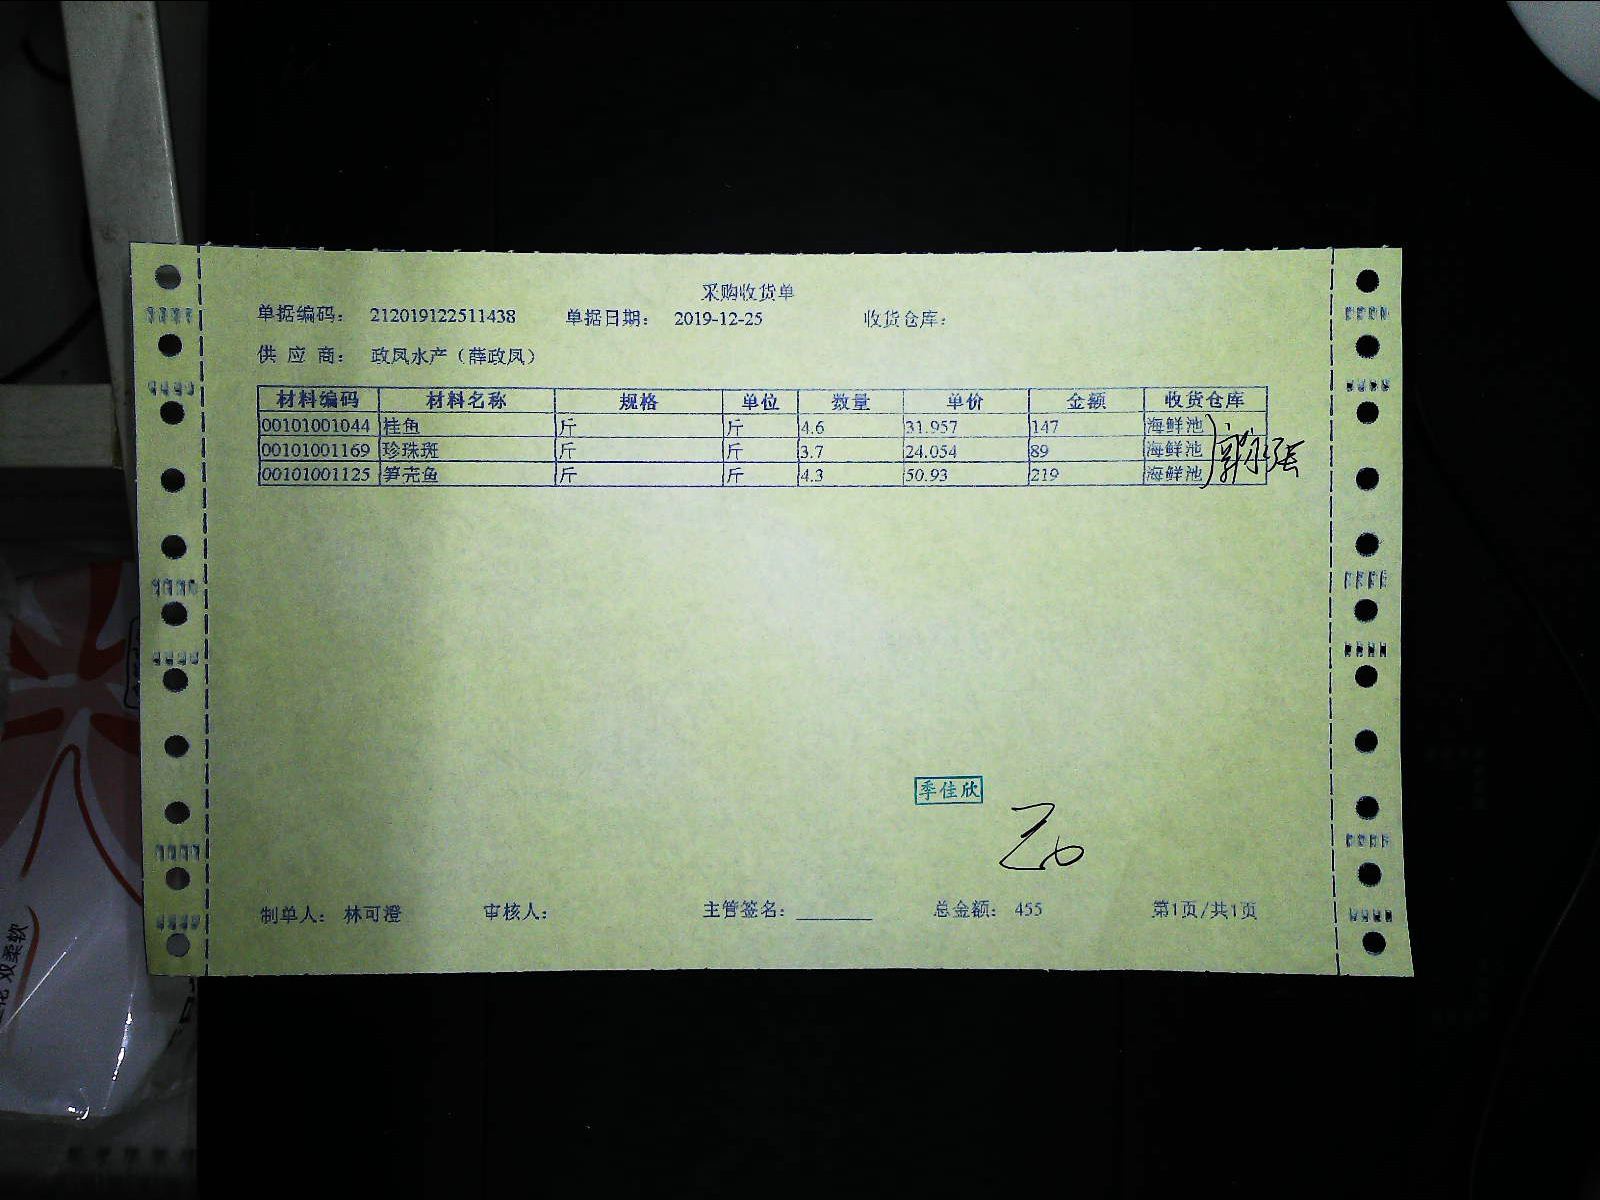 采购收货单
单据编码： 212019122511438 单据日期： 2019-12-25 收货仓库：
供 应 商： 政凤水产（薛政凤）
材料编码 材料名称 规格 单位 数量 单价 金额 收货仓库
00101001044 桂鱼 斤 斤 4.6 31.957 147 海鲜池
00101001169 珍珠斑 斤 斤 3.7 24.054 89 海鲜池
00101001125 笋壳鱼 斤 斤 4.3 50.93 219 海鲜池
季佳欣
制单人： 林可澄 审核人： 主管签名：________ 总金额： 455 第1页/共1页
双柔软